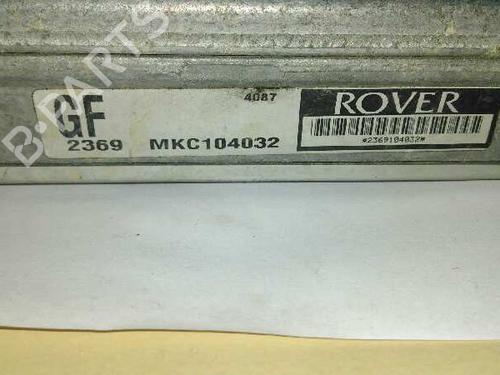 B-PARTS
GF
4087
ROVER
2369 MKC104032
*2369104032*